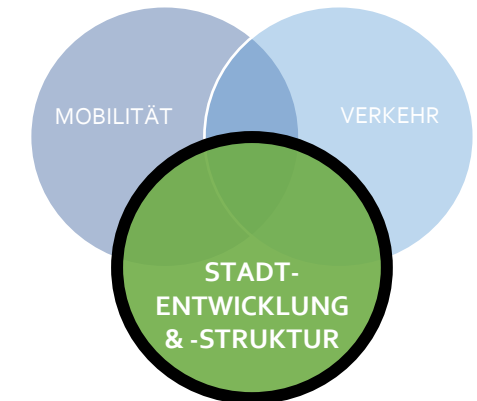 MOBILITÄT
VERKEHR
STADT-
ENTWICKLUNG
& -STRUKTUR